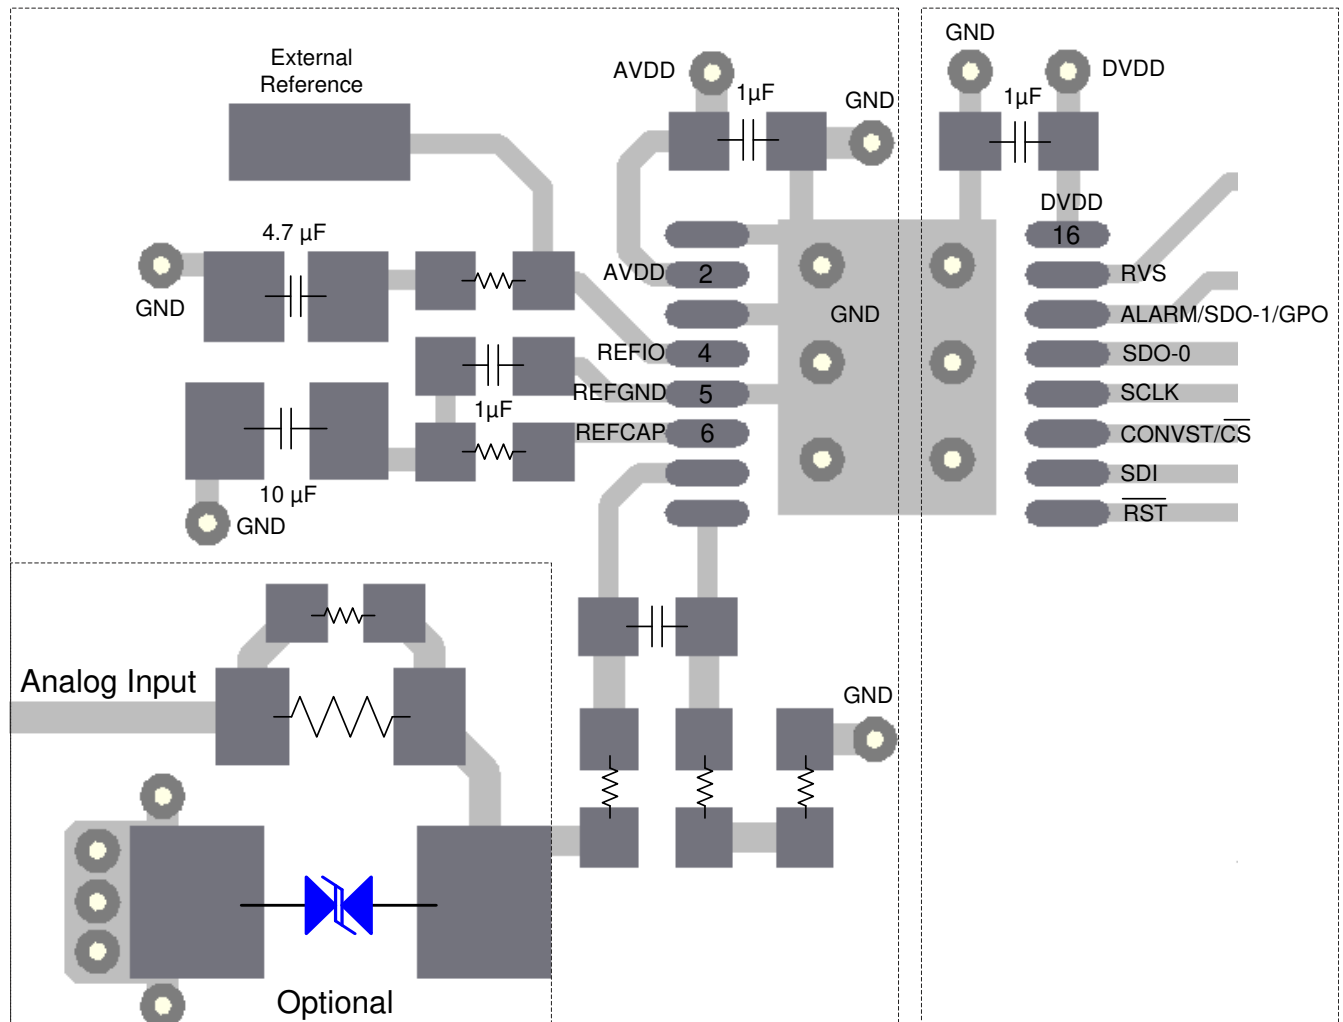 External
Reference
AVDD
1µF
GND
GND
1µF
DVDD
4.7 µF
GND
AVDD
2
GND
REFIO
4
REFGND
5
1µF
REFCAP
6
10 µF
GND
DVDD
16
RVS
ALARM/SDO-1/GPO
SDO-0
SCLK
CONVST/CS
SDI
RST
Analog Input
GND
Optional